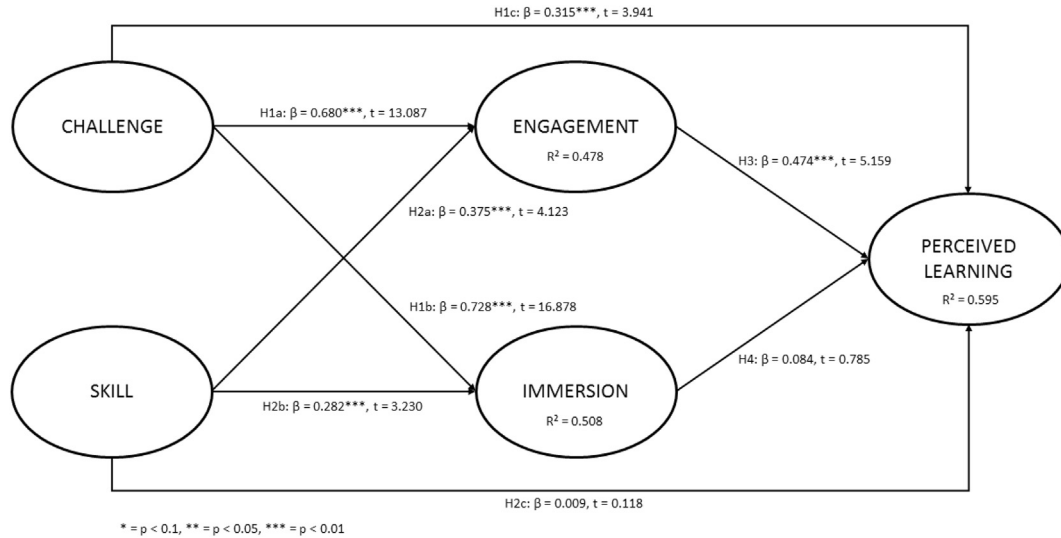 H1c: β = 0.315***, t = 3.941
CHALLENGE
H1a: β = 0.680***, t = 13.087
ENGAGEMENT
R² = 0.478
H3: β = 0.474***, t = 5.159
H2a: β = 0.375***, t = 4.123
PERCEIVED
LEARNING
R² = 0.595
H1b: β = 0.728***, t = 16.878
H4: β = 0.084, t = 0.785
SKILL
H2b: β = 0.282***, t = 3.230
IMMERSION
R² = 0.508
H2c: β = 0.009, t = 0.118
* = p < 0.1, ** = p < 0.05, *** = p < 0.01